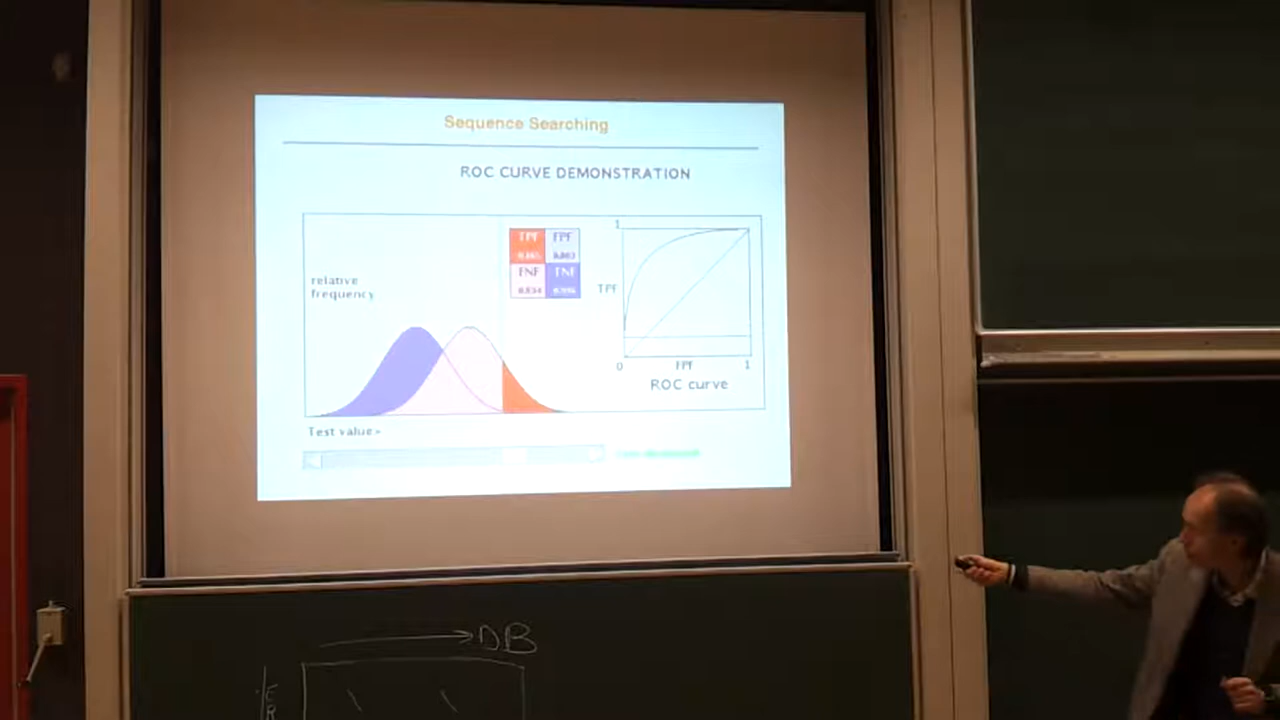 Sequence Searching
ROC CURVE DEMONSTRATION
relative
frequency
TPF FPF
FNF TNF
1
TPF
0 FPF 1
ROC curve
Test value»
DB
E
R